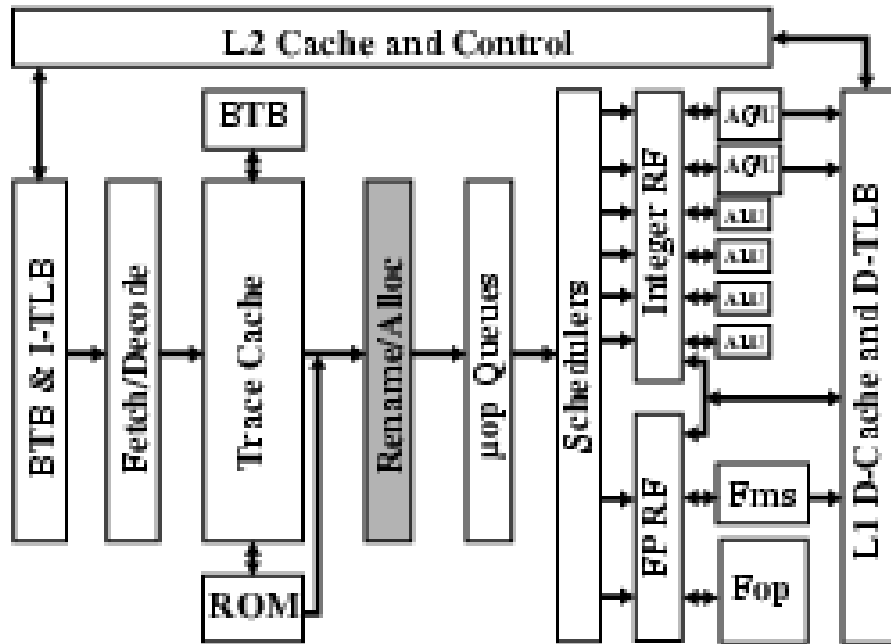 L2 Cache and Control
BTB & I-TLB
Fetch/Decode
BTB
Trace Cache
ROM
Rename/Alloc
µop Queues
Schedulers
Integer RF
FP RF
AGU
AGU
ALU
ALU
ALU
ALU
Fms
Fop
L1 D-Cache and D-TLB